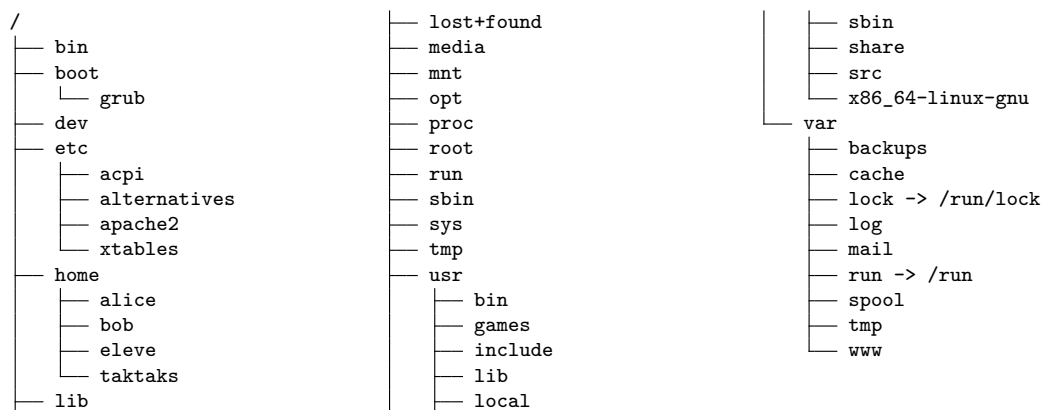 /
├── bin
├── boot
│   └── grub
├── dev
├── etc
│   ├── acpi
│   ├── alternatives
│   ├── apache2
│   └── xtables
├── home
│   ├── alice
│   ├── bob
│   ├── eleve
│   └── taktaks
├── lib
├── lost+found
├── media
├── mnt
├── opt
├── proc
├── root
├── run
├── sbin
├── sys
├── tmp
├── usr
│   ├── bin
│   ├── games
│   ├── include
│   ├── lib
│   ├── local
│   ├── sbin
│   ├── share
│   ├── src
│   └── x86_64-linux-gnu
└── var
    ├── backups
    ├── cache
    ├── lock -> /run/lock
    ├── log
    ├── mail
    ├── run -> /run
    ├── spool
    ├── tmp
    └── www